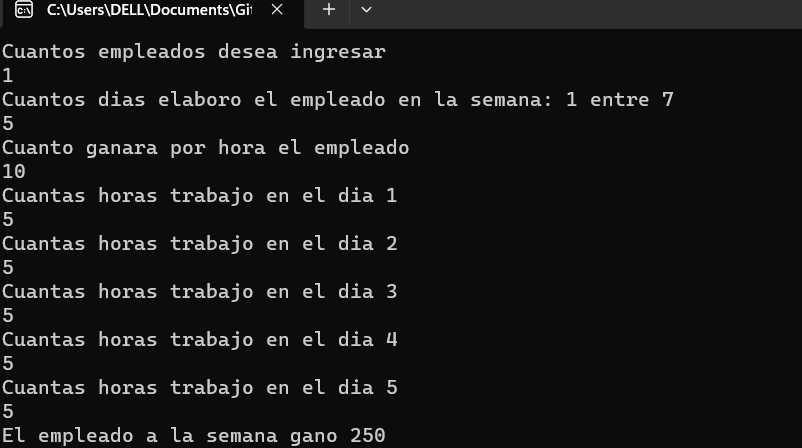 C:\Users\DELL\Documents\Git
Cuantos empleados desea ingresar
1
Cuantos dias elaboro el empleado en la semana: 1 entre 7
5
Cuanto ganara por hora el empleado
10
Cuantas horas trabajo en el dia 1
5
Cuantas horas trabajo en el dia 2
5
Cuantas horas trabajo en el dia 3
5
Cuantas horas trabajo en el dia 4
5
Cuantas horas trabajo en el dia 5
5
El empleado a la semana gano 250